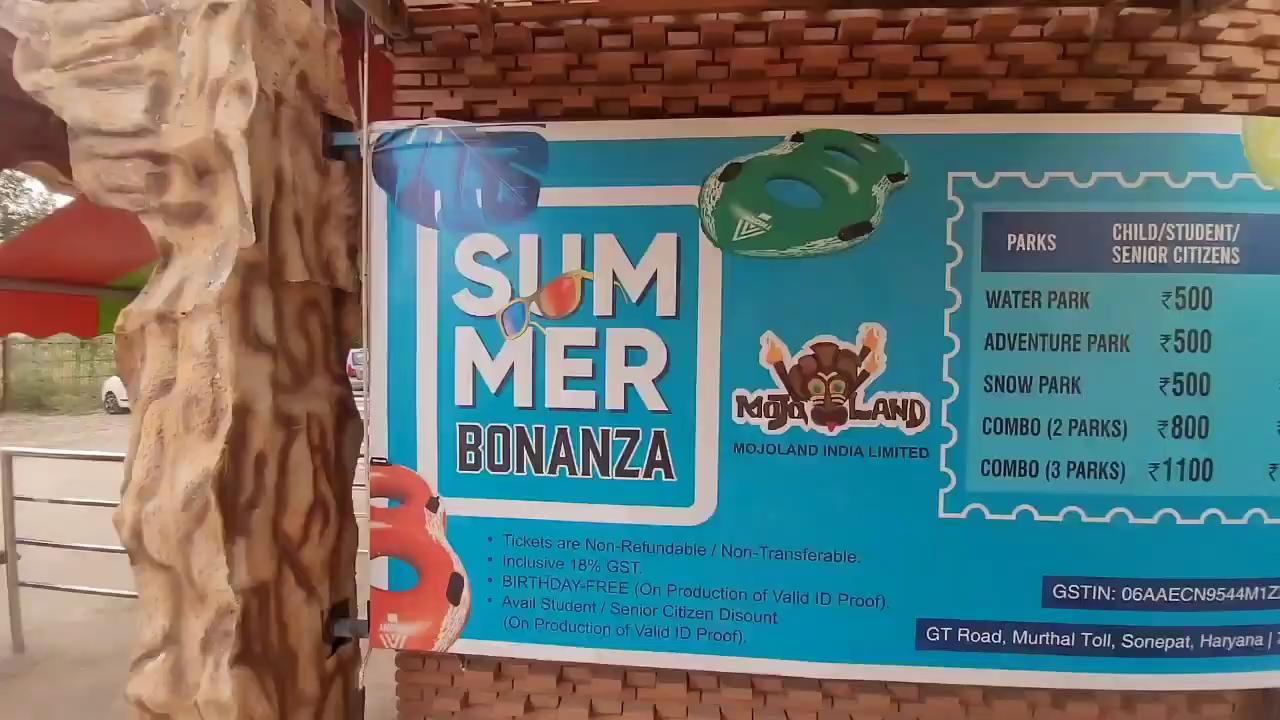 SUM
MER
BONANZA
MOJO LAND
MOJOLAND INDIA LIMITED
PARKS CHILD/STUDENT/
SENIOR CITIZENS
WATER PARK ₹500
ADVENTURE PARK ₹500
SNOW PARK ₹500
COMBO (2 PARKS) ₹800 ₹
COMBO (3 PARKS) ₹1100 ₹
• Tickets are Non-Refundable / Non-Transferable.
• Inclusive 18% GST.
• BIRTHDAY-FREE (On Production of Valid ID Proof).
• Avail Student / Senior Citizen Disount
(On Production of Valid ID Proof).
GSTIN: 06AAECN9544M1Z
GT Road, Murthal Toll, Sonepat, Haryana |